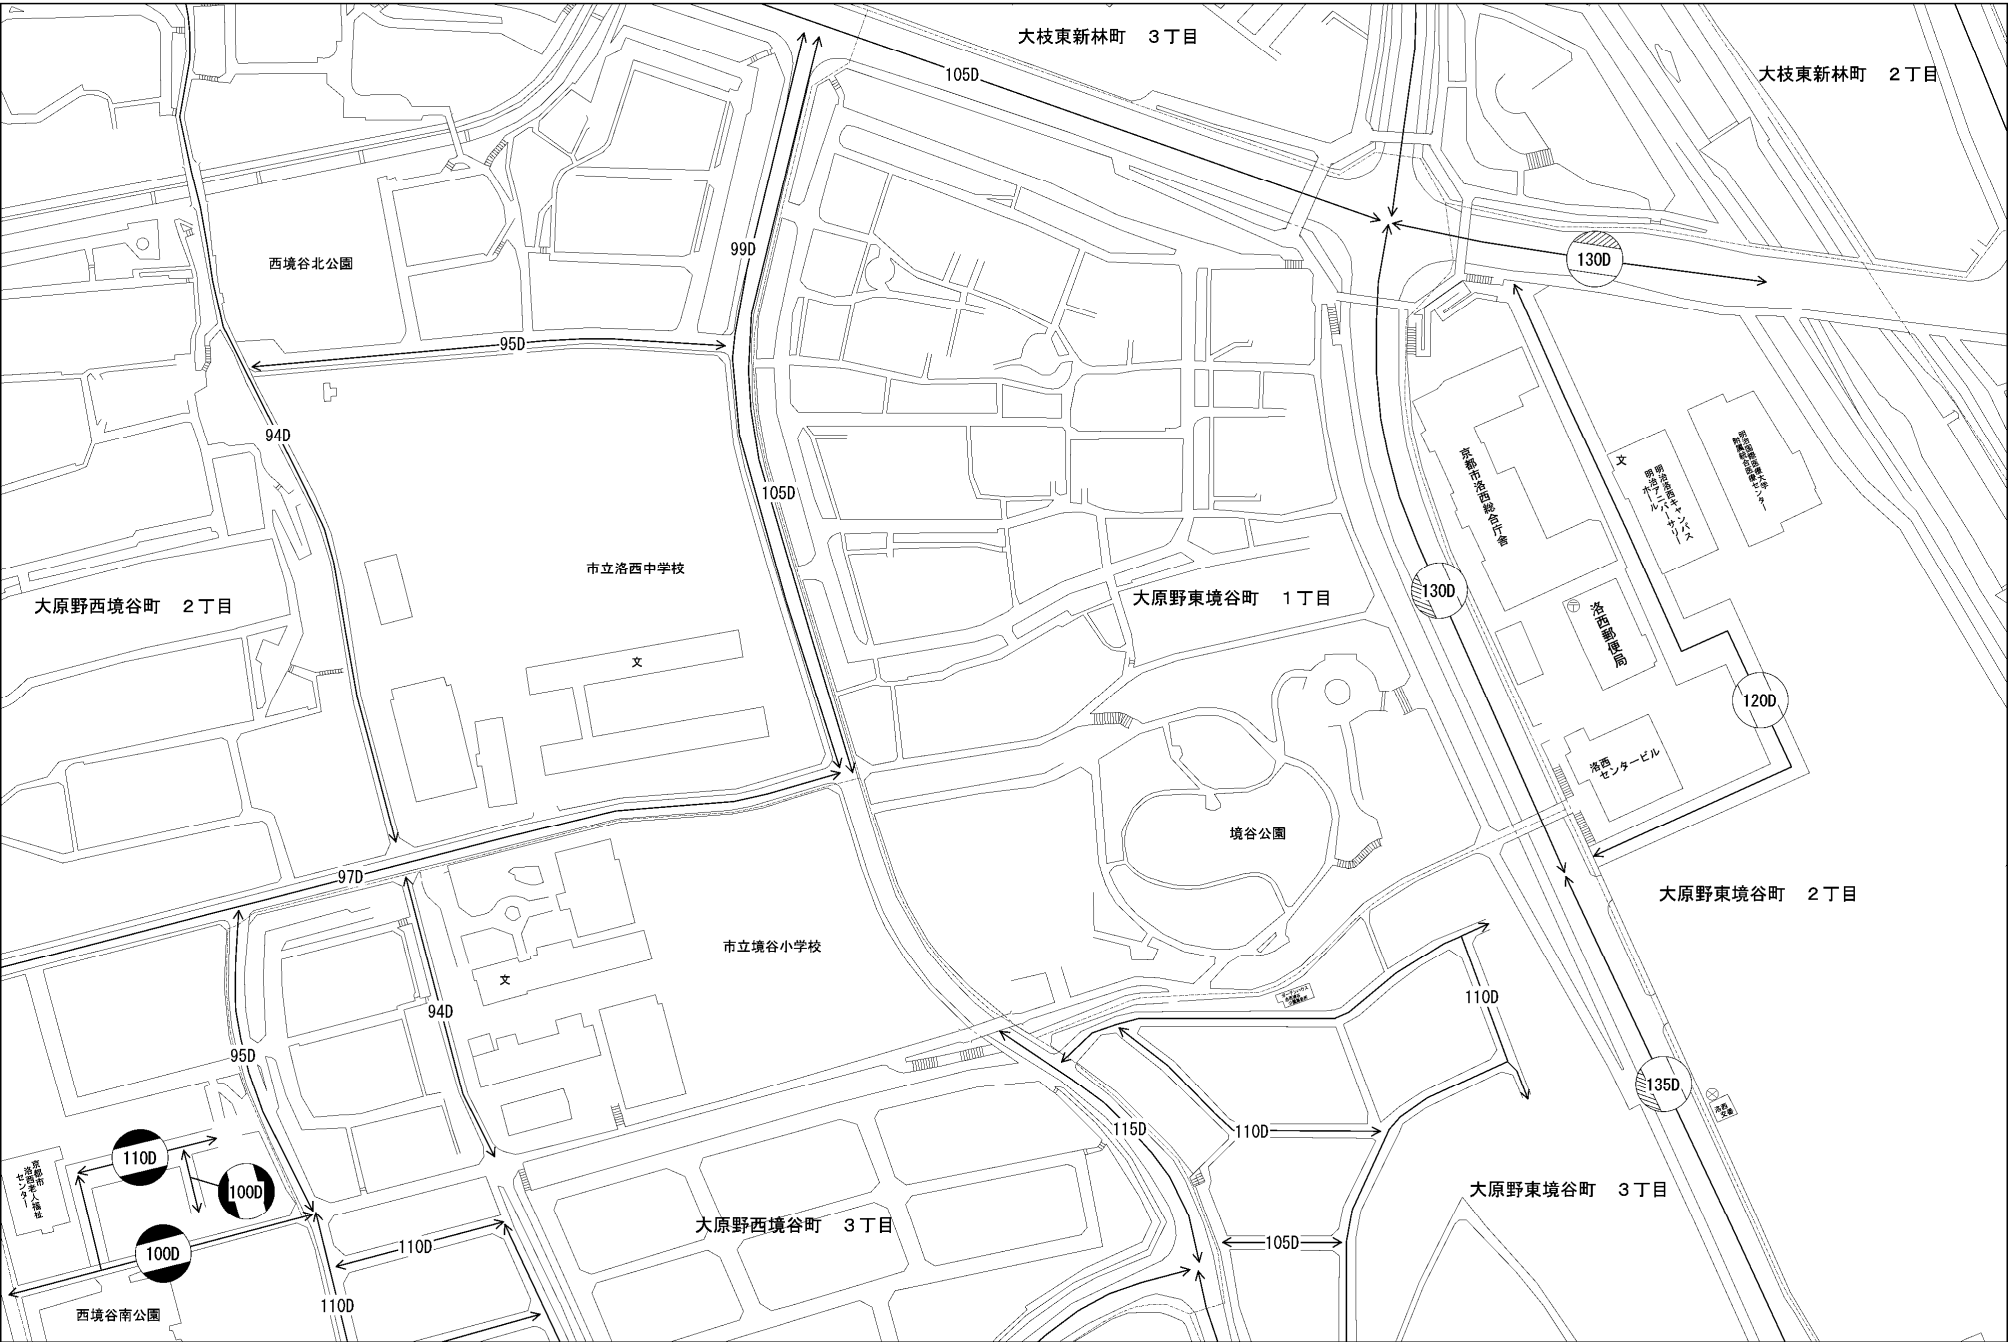 大枝東新林町 3丁目
105D
大枝東新林町 2丁目
99D
西境谷北公園
130D
95D
94D
105D
京都市洛西総合庁舎
文
明治洛西キャンパス
明治アニバーサリー
ホール
明治国際医療大学
附属統合医療センター
市立洛西中学校
大原野西境谷町 2丁目
大原野東境谷町 1丁目
130D
〒
洛西郵便局
文
120D
洛西
センタービル
境谷公園
97D
大原野東境谷町 2丁目
市立境谷小学校
文
94D
110D
95D
135D
洛西
交番
115D
110D
110D
100D
京都市
洛西老人福祉
センター
大原野東境谷町 3丁目
大原野西境谷町 3丁目
100D
110D
105D
110D
西境谷南公園